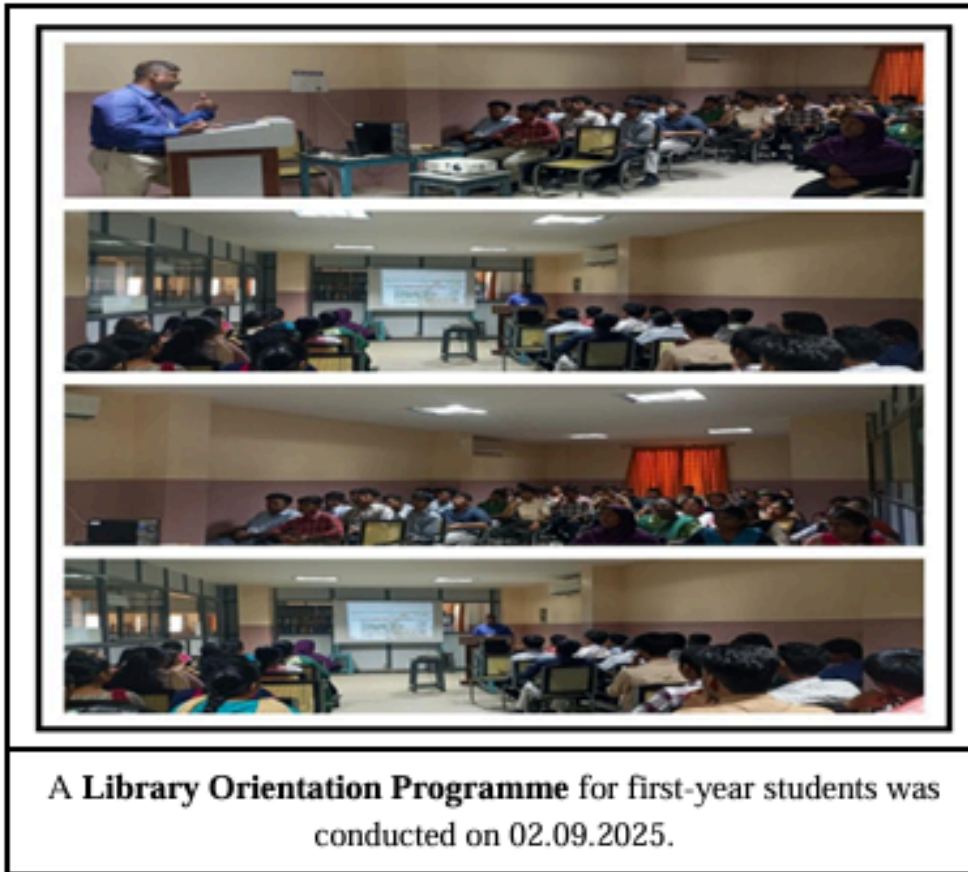 A Library Orientation Programme for first-year students was
conducted on 02.09.2025.